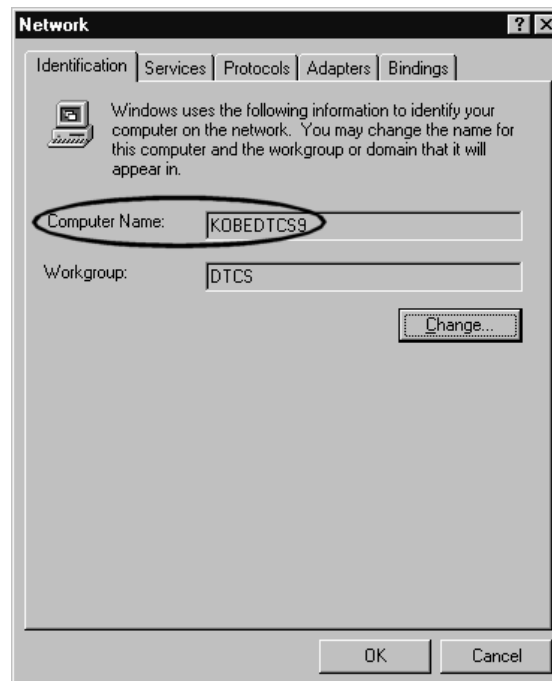 Network
Identification Services Protocols Adapters Bindings
Windows uses the following information to identify your
computer on the network. You may change the name for
this computer and the workgroup or domain that it will
appear in.
Computer Name: KOBEDTCS9
Workgroup: DTCS
Change...
OK Cancel